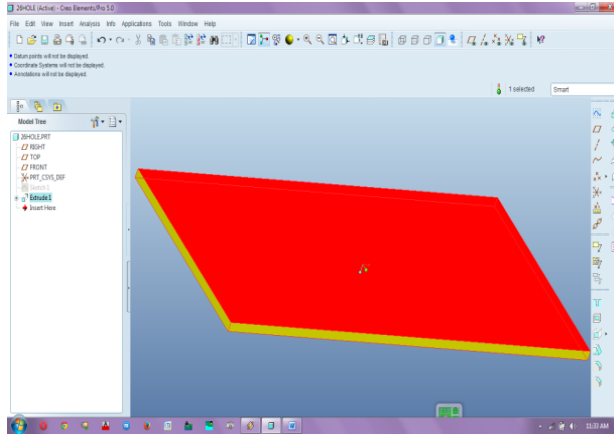 26HOLE (Active) - Creo Elements/Pro 5.0
File Edit View Insert Analysis Info Applications Tools Window Help
• Datum points will not be displayed.
• Coordinate Systems will not be displayed.
• Annotations will not be displayed.
1 selected
Smart
Model Tree
26HOLE.PRT
RIGHT
TOP
FRONT
PRT_CSYS_DEF
Sketch 1
Extrude 1
Insert Here
11:33 AM